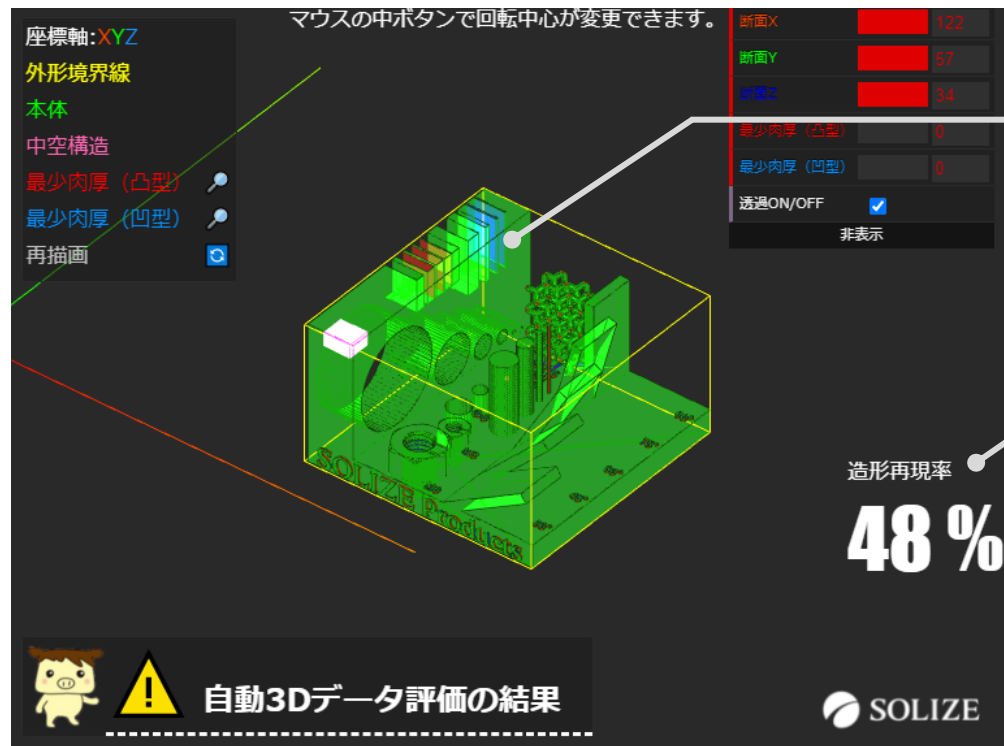 マウスの中ボタンで回転中心が変更できます。
座標軸:XYZ
外形境界線
本体
中空構造
最少肉厚（凸型）
最少肉厚（凹型）
再描画
断面X 122
断面Y 57
断面Z 34
最少肉厚（凸型） 0
最少肉厚（凹型） 0
透過ON/OFF
非表示
SOLIZE Products
造形再現率
48 %
自動3Dデータ評価の結果
SOLIZE